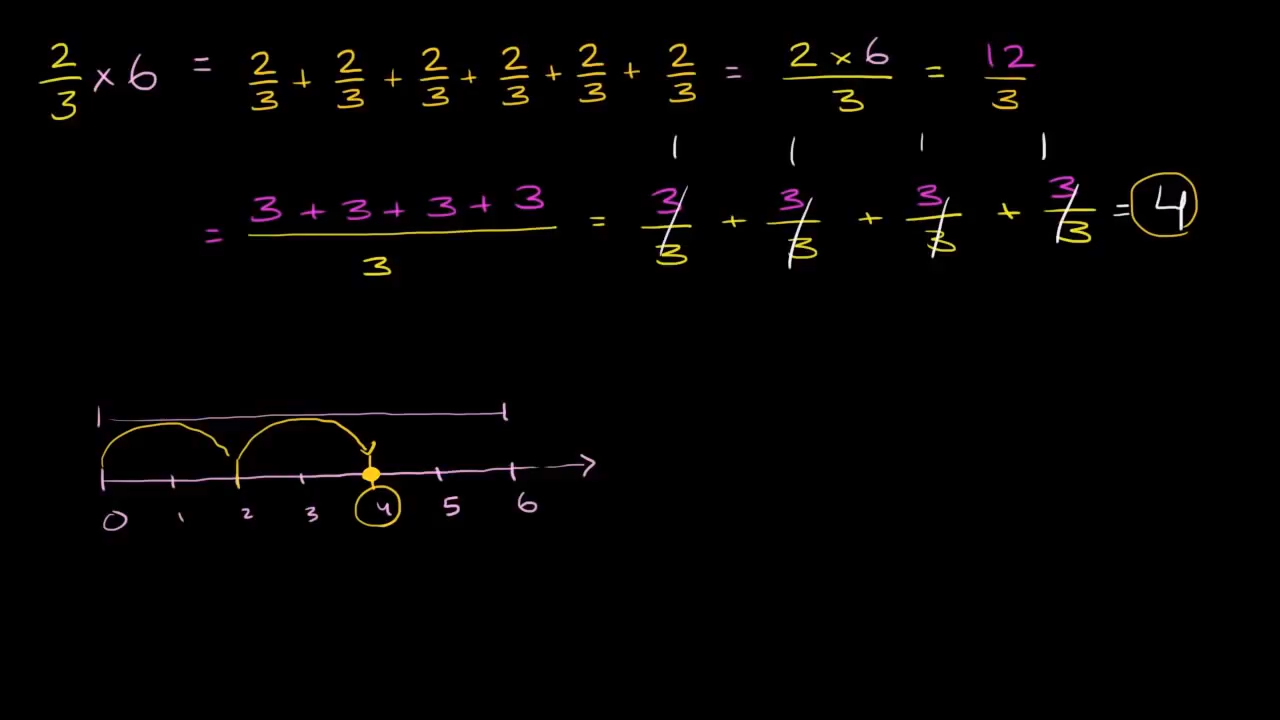 2/3 × 6 = 2/3 + 2/3 + 2/3 + 2/3 + 2/3 + 2/3 = 2 × 6/3 = 12/3
1 1 1 1
= 3 + 3 + 3 + 3/3 = 3/3 + 3/3 + 3/3 + 3/3 = 4
0 1 2 3 4 5 6